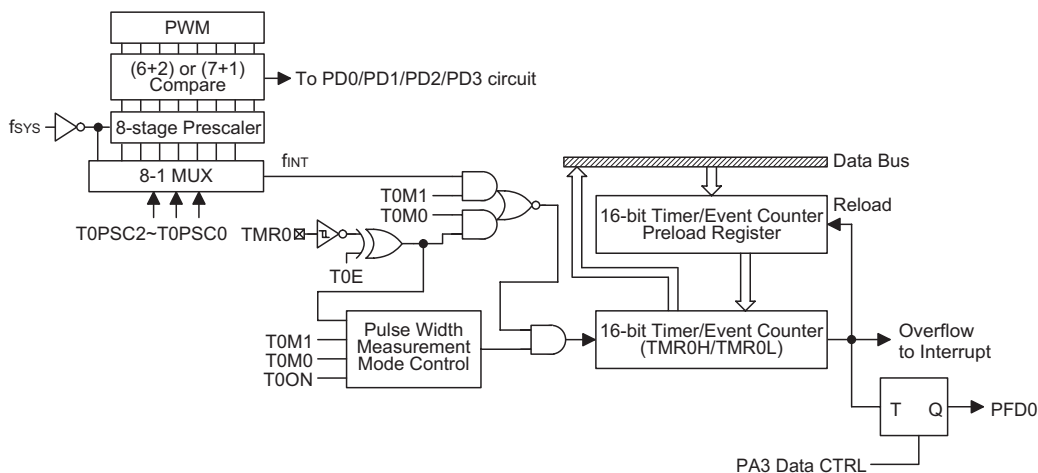 PWM
(6+2) or (7+1)
Compare
To PD0/PD1/PD2/PD3 circuit
fSYS
8-stage Prescaler
8-1 MUX
fINT
T0PSC2~T0PSC0
T0M1
T0M0
TMR0
T0E
Data Bus
16-bit Timer/Event Counter
Preload Register
Reload
T0M1
T0M0
T0ON
Pulse Width
Measurement
Mode Control
16-bit Timer/Event Counter
(TMR0H/TMR0L)
Overflow
to Interrupt
T Q
PFD0
PA3 Data CTRL